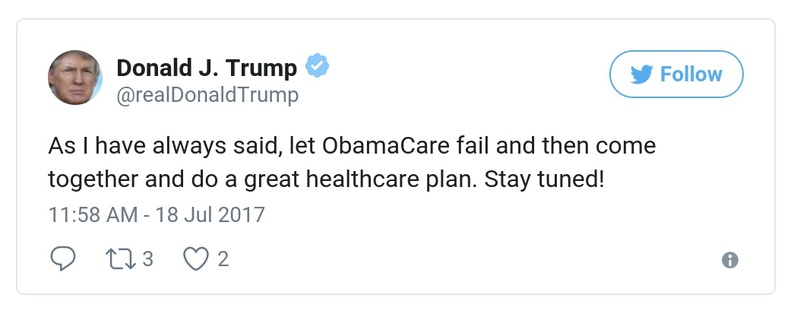 Donald J. Trump
@realDonaldTrump
Follow
As I have always said, let ObamaCare fail and then come
together and do a great healthcare plan. Stay tuned!
11:58 AM - 18 Jul 2017
3 2